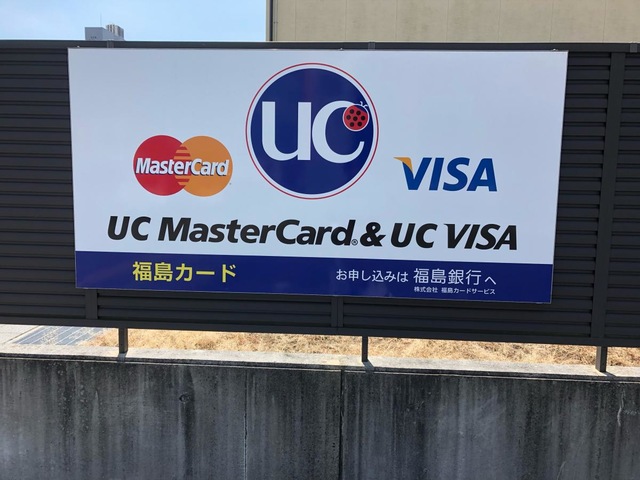 UC
MasterCard
VISA
UC MasterCard® & UC VISA
福島カード
お申し込みは 福島銀行へ
株式会社 福島カードサービス